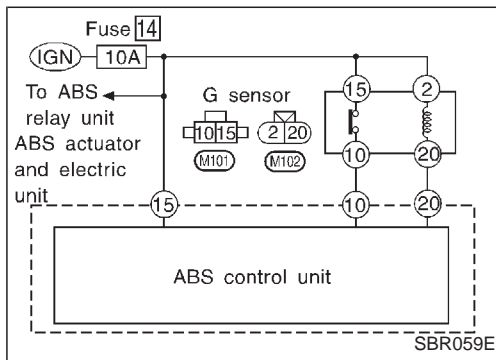 Fuse 14
IGN 10A
To ABS
relay unit
ABS actuator
and electric
unit
G sensor
10 15
M101
2 20
M102
15 2
10 20
15 10 20
ABS control unit
SBR059E